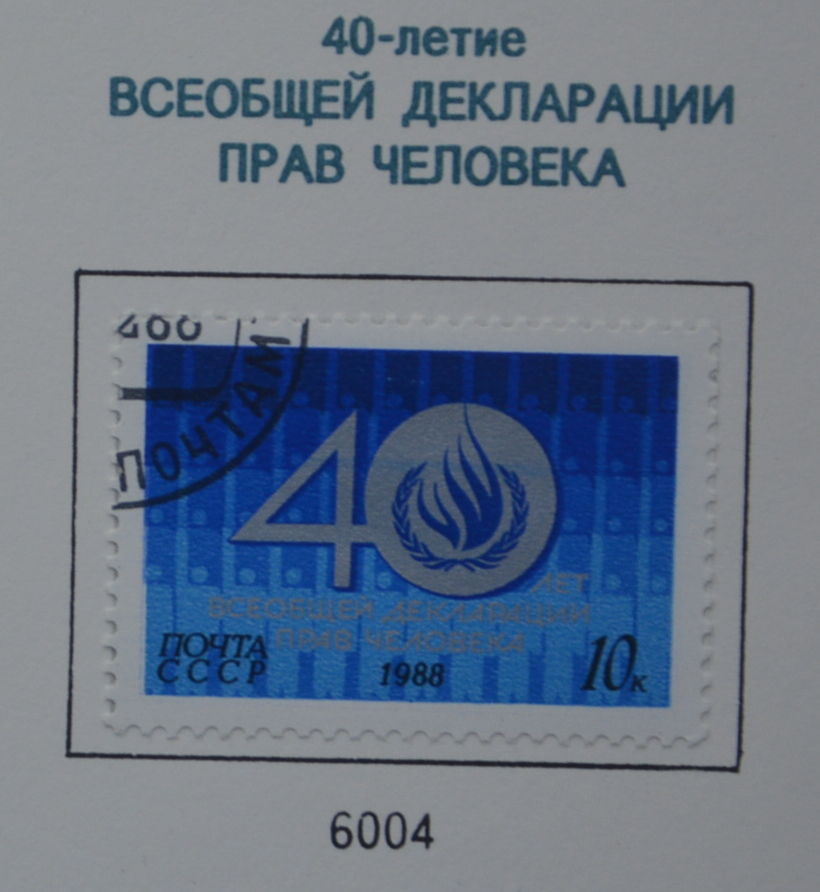 40-летие
ВСЕОБЩЕЙ ДЕКЛАРАЦИИ
ПРАВ ЧЕЛОВЕКА
ПОЧТАМ
40
ЛЕТ
ВСЕОБЩЕЙ ДЕКЛАРАЦИИ
ПРАВ ЧЕЛОВЕКА
ПОЧТА
СССР
1988
10к
6004